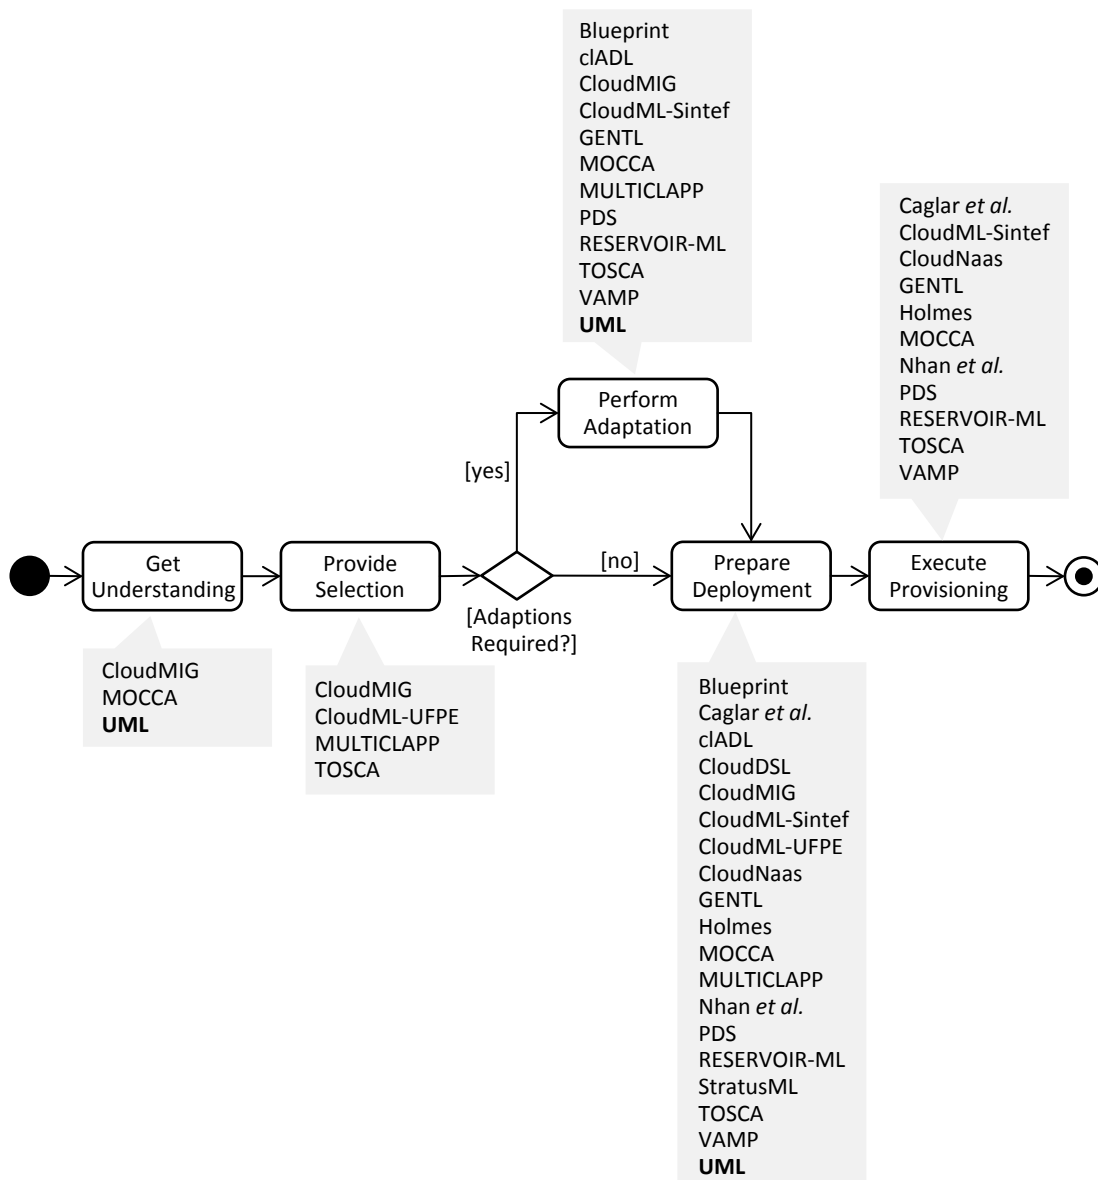 Blueprint
clADL
CloudMIG
CloudML-Sintef
GENTL
MOCCA
MULTICLAPP
PDS
RESERVOIR-ML
TOSCA
VAMP
UML
Caglar et al.
CloudML-Sintef
CloudNaas
GENTL
Holmes
MOCCA
Nhan et al.
PDS
RESERVOIR-ML
TOSCA
VAMP
Perform
Adaptation
[yes]
Get
Understanding
Provide
Selection
[Adaptions
Required?]
[no]
Prepare
Deployment
Execute
Provisioning
CloudMIG
MOCCA
UML
CloudMIG
CloudML-UFPE
MULTICLAPP
TOSCA
Blueprint
Caglar et al.
clADL
CloudDSL
CloudMIG
CloudML-Sintef
CloudML-UFPE
CloudNaas
GENTL
Holmes
MOCCA
MULTICLAPP
Nhan et al.
PDS
RESERVOIR-ML
StratusML
TOSCA
VAMP
UML